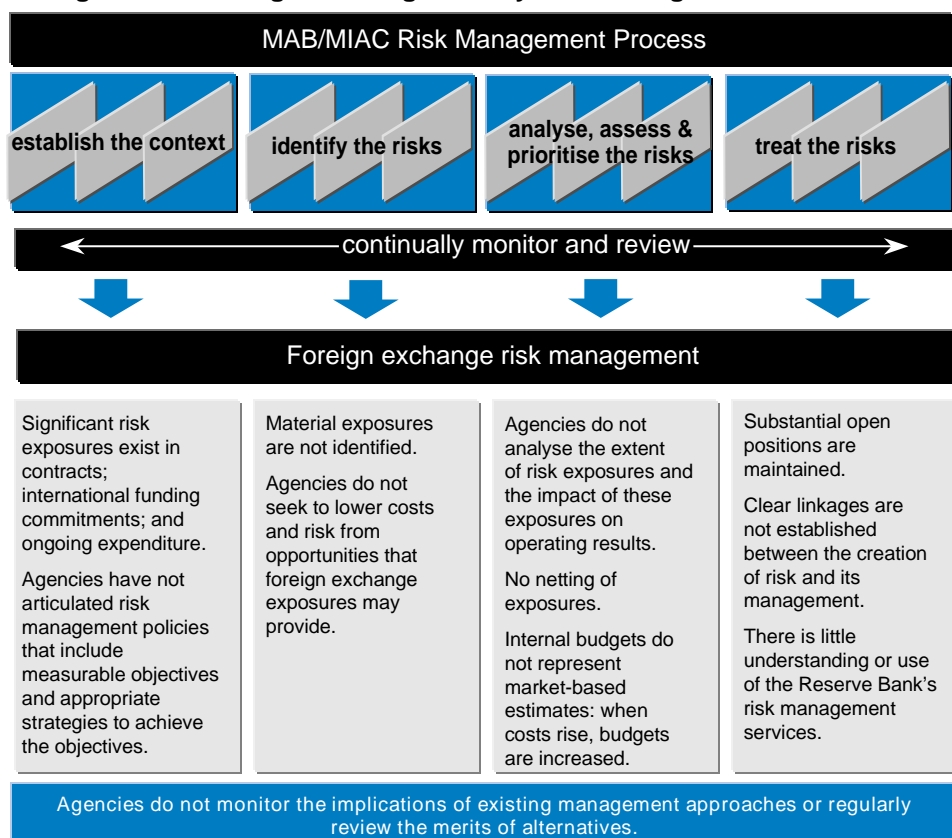 MAB/MIAC Risk Management Process
establish the context
identify the risks
analyse, assess &
prioritise the risks
treat the risks
continually monitor and review
Foreign exchange risk management
Significant risk
exposures exist in
contracts;
international funding
commitments; and
ongoing expenditure.
Agencies have not
articulated risk
management policies
that include
measurable objectives
and appropriate
strategies to achieve
the objectives.
Material exposures
are not identified.
Agencies do not
seek to lower costs
and risk from
opportunities that
foreign exchange
exposures may
provide.
Agencies do not
analyse the extent
of risk exposures and
the impact of these
exposures on
operating results.
No netting of
exposures.
Internal budgets do
not represent
market-based
estimates: when
costs rise, budgets
are increased.
Substantial open
positions are
maintained.
Clear linkages are
not established
between the creation
of risk and its
management.
There is little
understanding or use
of the Reserve Bank's
risk management
services.
Agencies do not monitor the implications of existing management approaches or regularly
review the merits of alternatives.